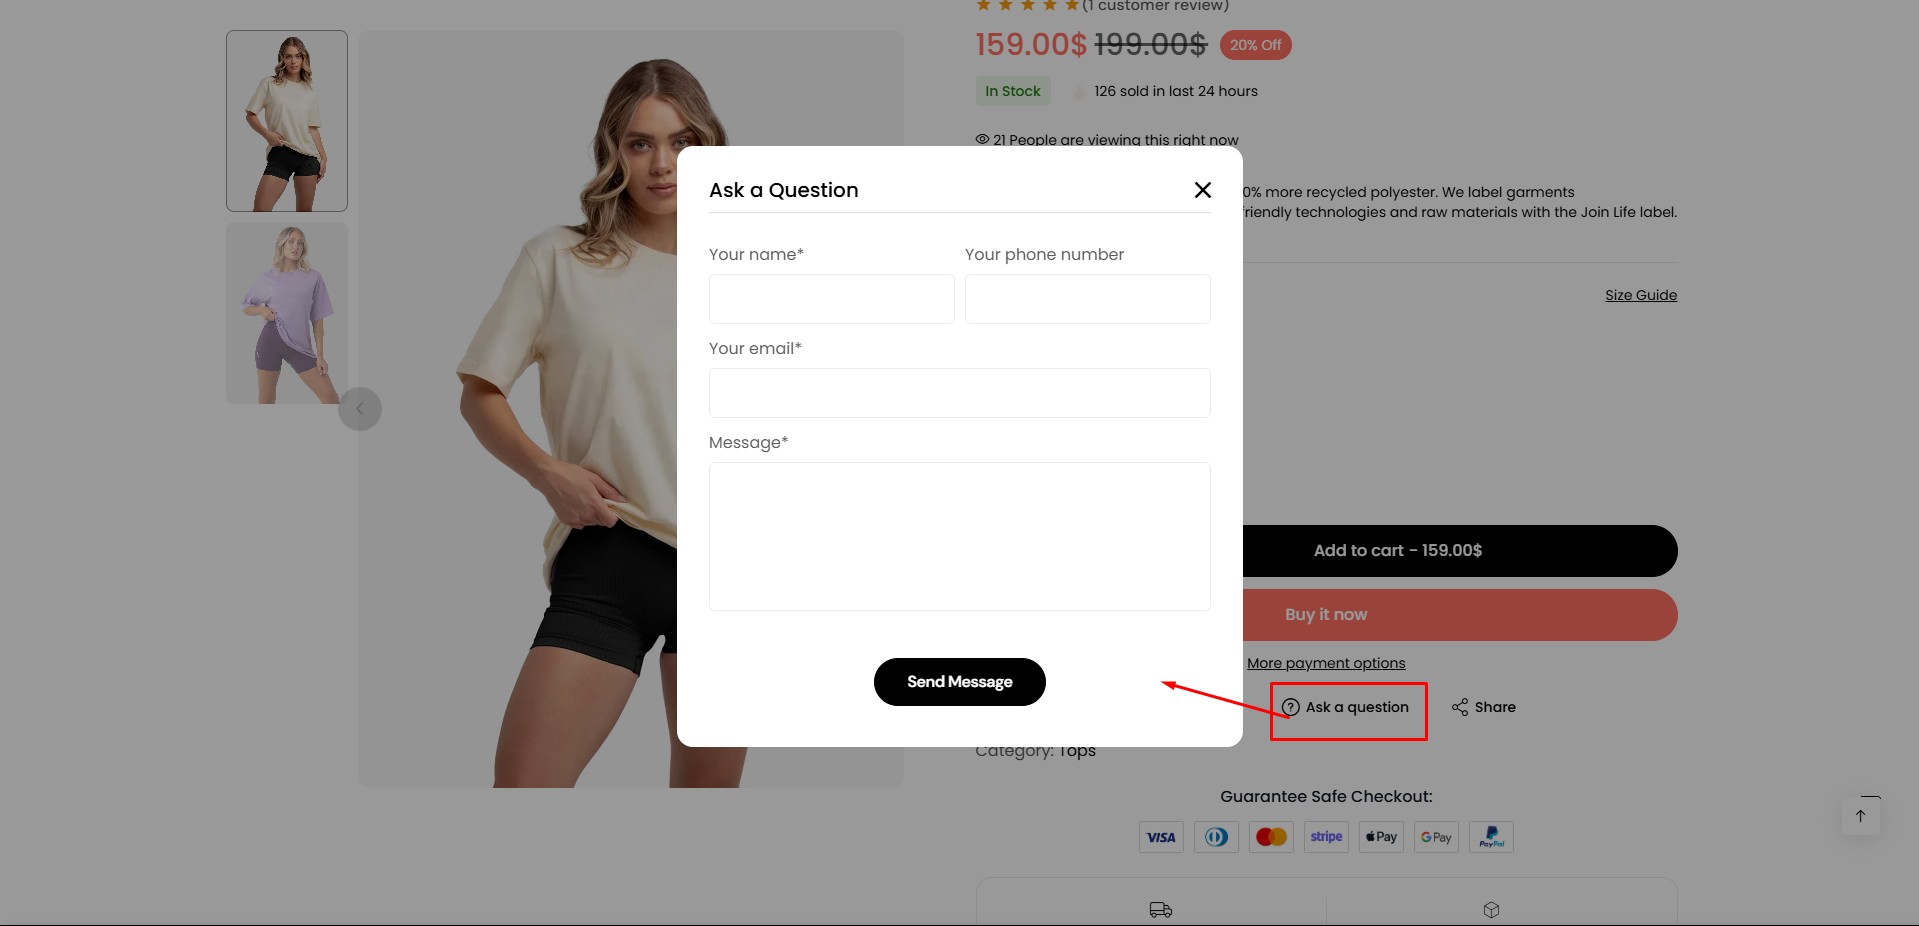 (1 customer review)
159.00$ 199.00$ 20% Off
In Stock 126 sold in last 24 hours
21 People are viewing this right now
0% more recycled polyester. We label garments
riendly technologies and raw materials with the Join Life label.
Size Guide
Ask a Question
Your name* Your phone number
Your email*
Message*
Send Message
Add to cart - 159.00$
Buy it now
More payment options
Ask a question Share
Category: Tops
Guarantee Safe Checkout:
VISA stripe Pay G Pay PayPal